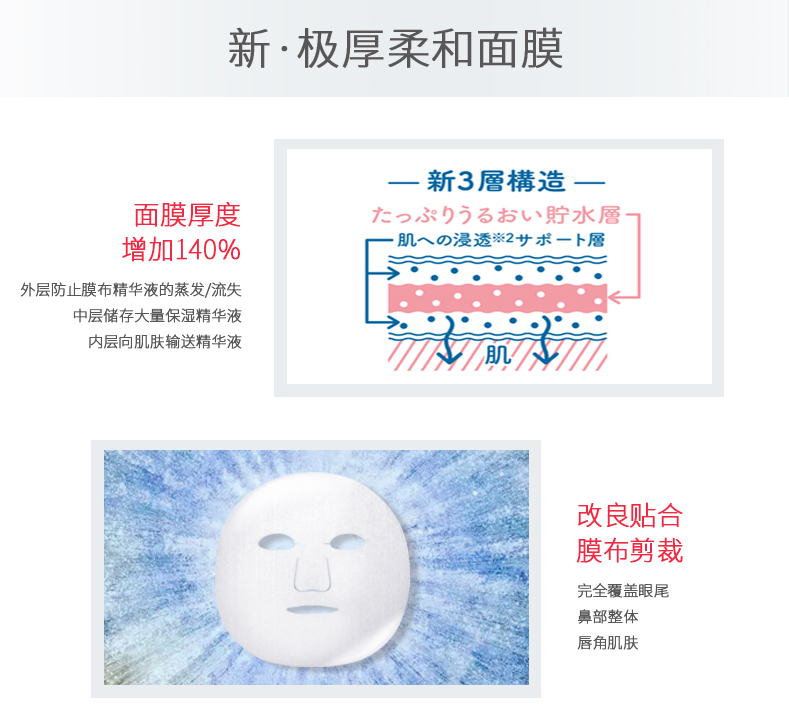 新·极厚柔和面膜
面膜厚度
增加140%
外层防止膜布精华液的蒸发/流失
中层储存大量保湿精华液
内层向肌肤输送精华液
新3層構造
たっぷりうるおい貯水層
肌への浸透※2サポート層
肌
改良贴合
膜布剪裁
完全覆盖眼尾
鼻部整体
唇角肌肤